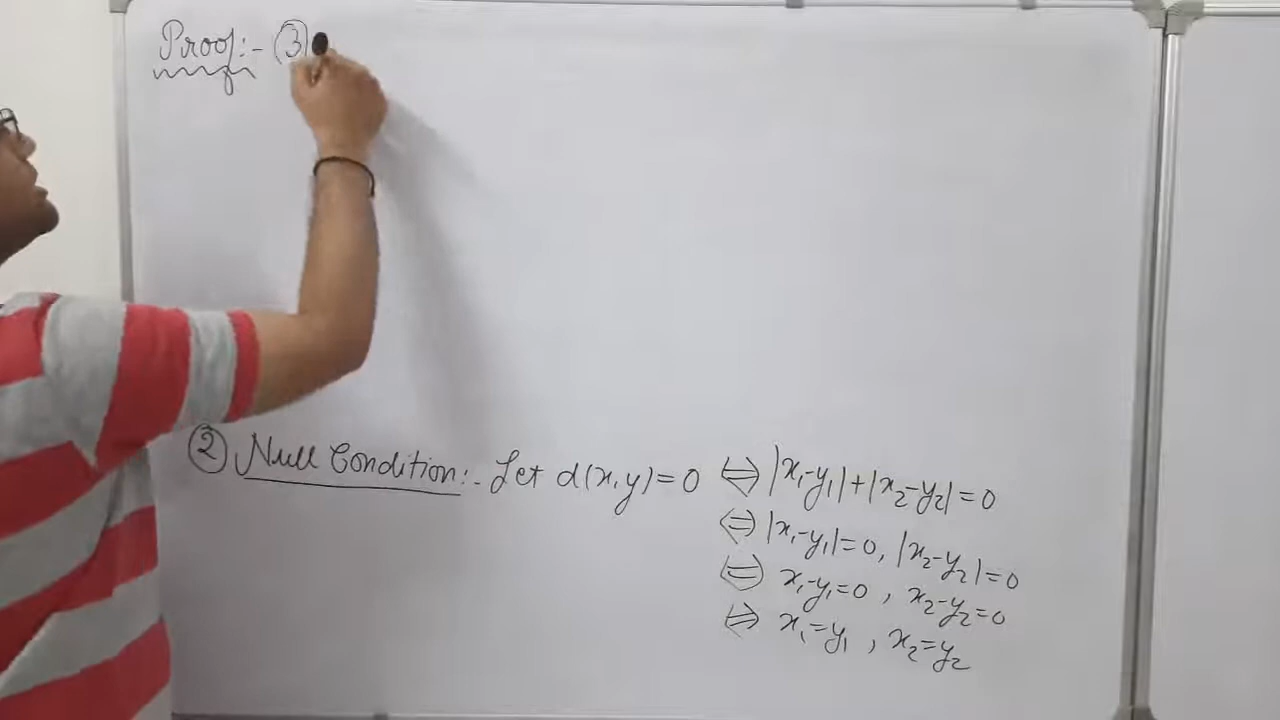 Proof:- (3)
② Null Condition:- Let d(x,y)=0 ⇔ |x₁-y₁|+|x₂-y₂|=0
⇔ |x₁-y₁|=0, |x₂-y₂|=0
⇔ x₁-y₁=0 , x₂-y₂=0
⇔ x₁=y₁ , x₂=y₂